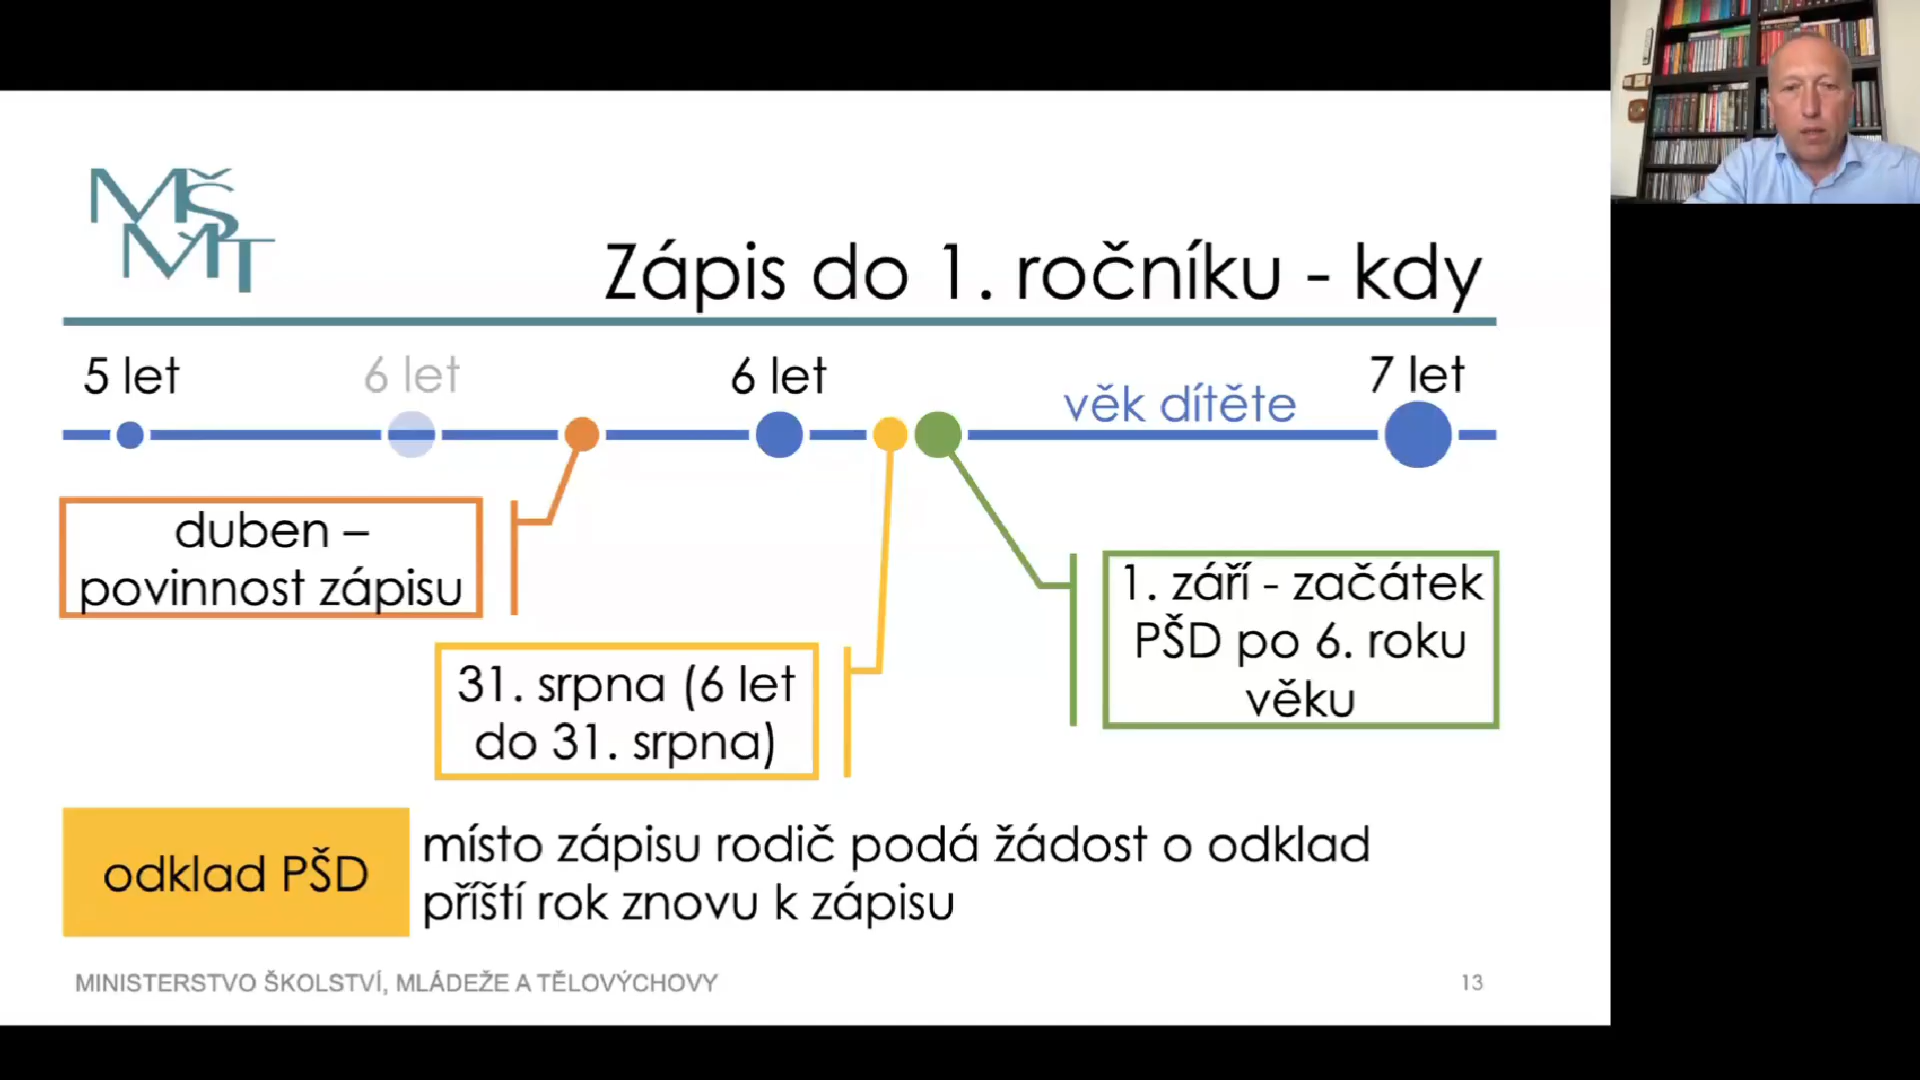 MŠMT
Zápis do 1. ročníku - kdy
5 let
6 let
6 let
věk dítěte
7 let
duben –
povinnost zápisu
31. srpna (6 let
do 31. srpna)
1. září - začátek
PŠD po 6. roku
věku
odklad PŠD
místo zápisu rodič podá žádost o odklad
příští rok znovu k zápisu
MINISTERSTVO ŠKOLSTVÍ, MLÁDEŽE A TĚLOVÝCHOVY
13